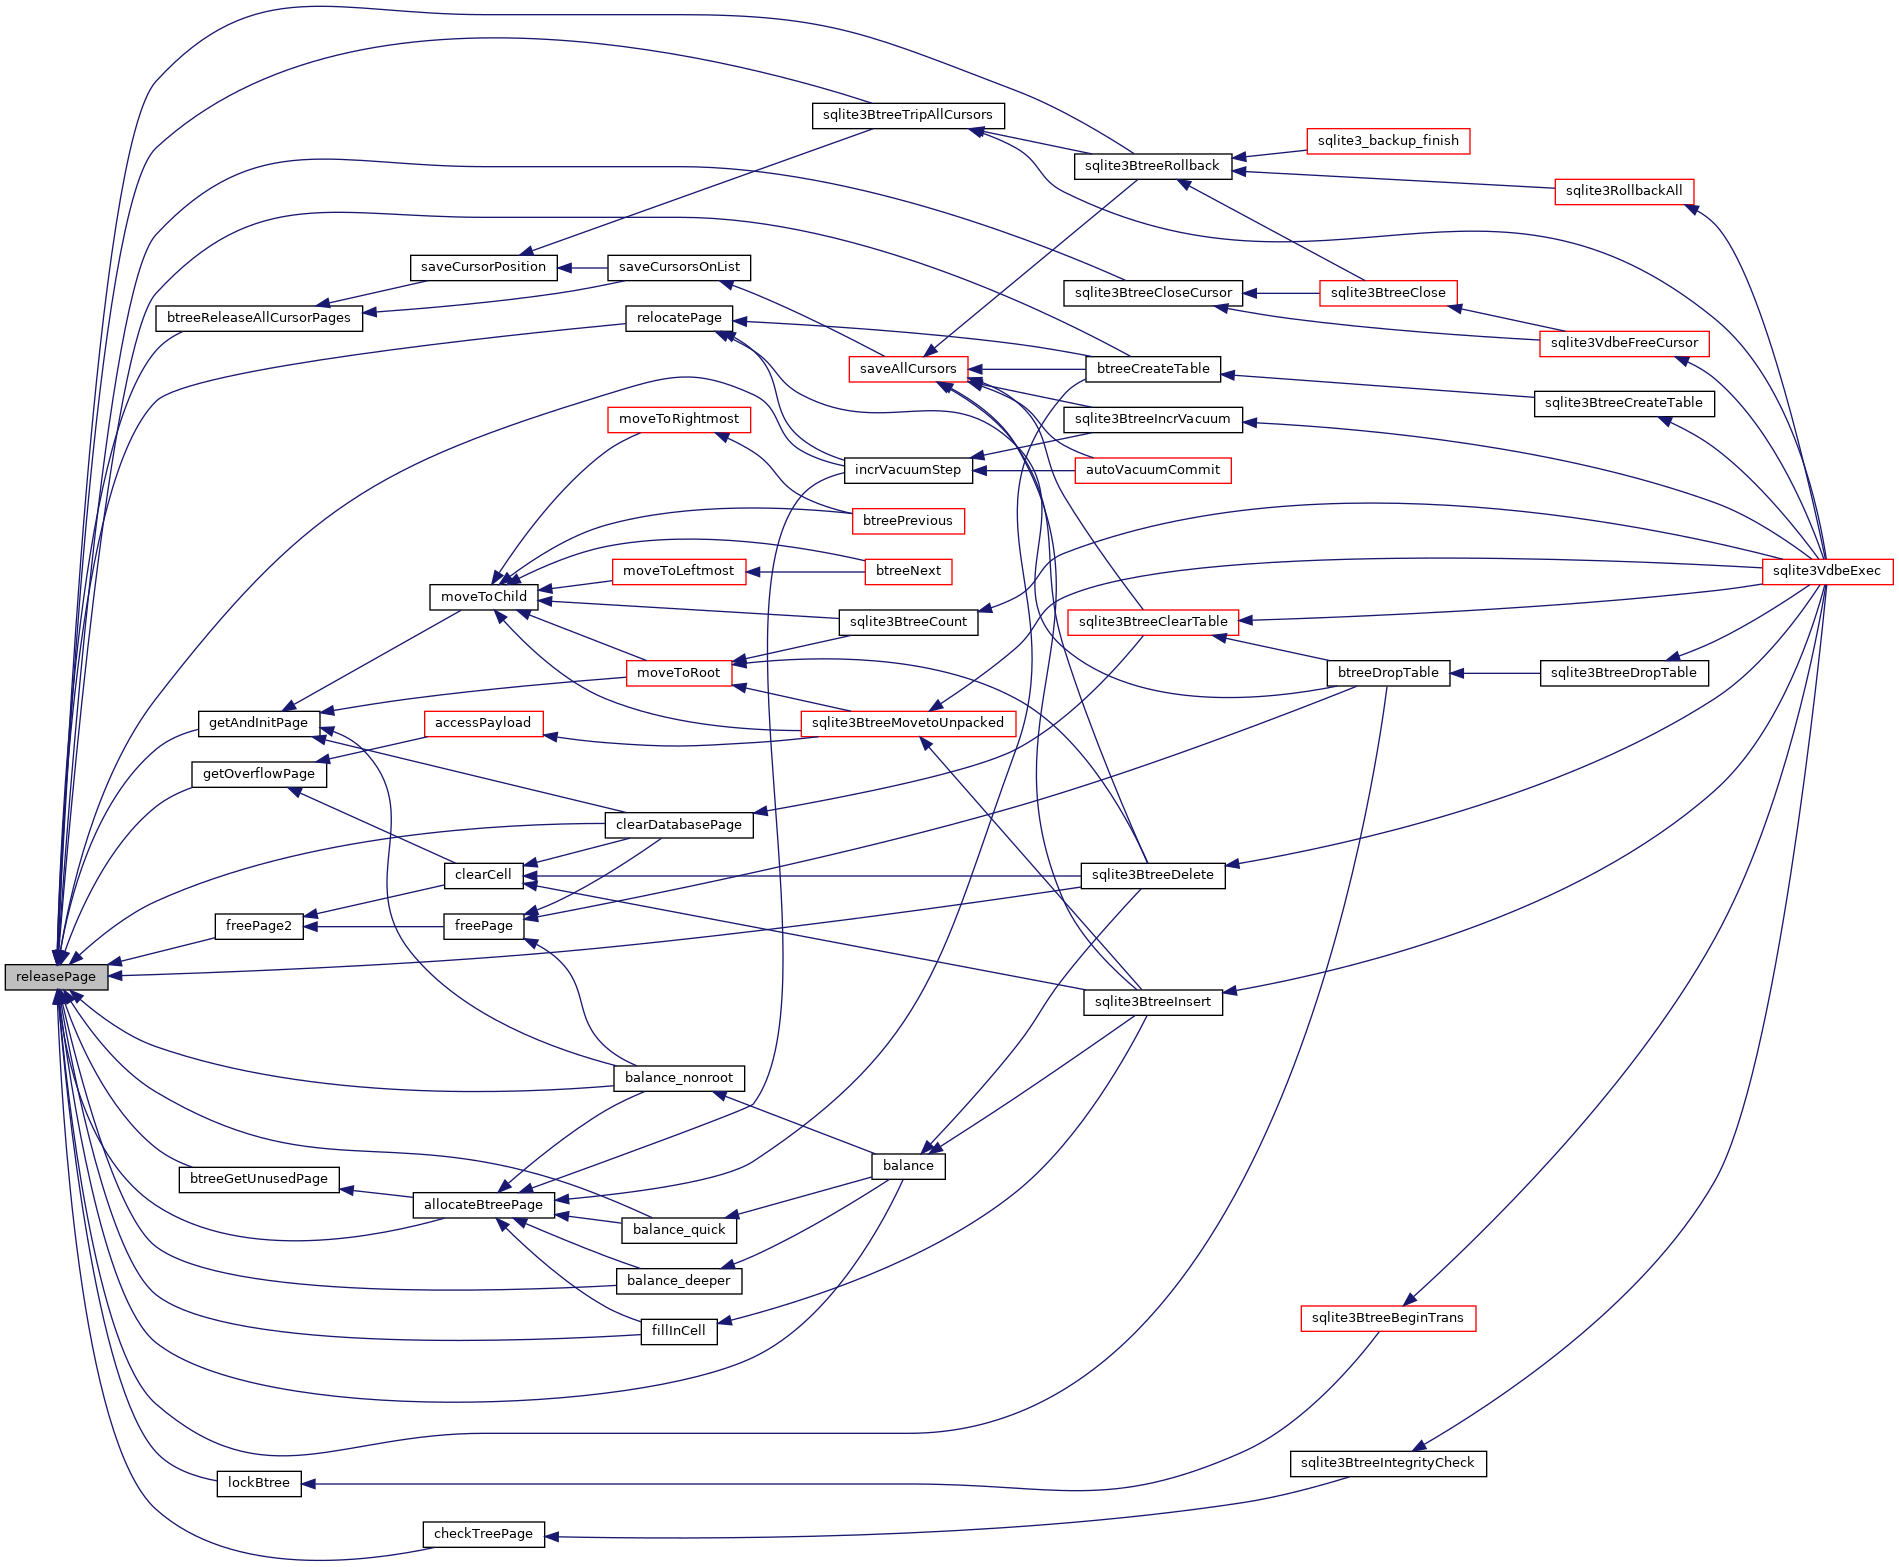 sqlite3BtreeTripAllCursors
sqlite3_backup_finish
sqlite3BtreeRollback
sqlite3RollbackAll
saveCursorPosition
saveCursorsOnList
sqlite3BtreeCloseCursor
sqlite3BtreeClose
btreeReleaseAllCursorPages
relocatePage
sqlite3VdbeFreeCursor
saveAllCursors
btreeCreateTable
sqlite3BtreeCreateTable
moveToRightmost
sqlite3BtreeIncrVacuum
incrVacuumStep
autoVacuumCommit
btreePrevious
moveToLeftmost
btreeNext
sqlite3VdbeExec
moveToChild
sqlite3BtreeCount
sqlite3BtreeClearTable
moveToRoot
btreeDropTable
sqlite3BtreeDropTable
getAndInitPage
accessPayload
sqlite3BtreeMovetoUnpacked
getOverflowPage
clearDatabasePage
clearCell
sqlite3BtreeDelete
freePage2
freePage
releasePage
sqlite3BtreeInsert
balance_nonroot
balance
btreeGetUnusedPage
allocateBtreePage
balance_quick
balance_deeper
sqlite3BtreeBeginTrans
fillInCell
sqlite3BtreeIntegrityCheck
lockBtree
checkTreePage